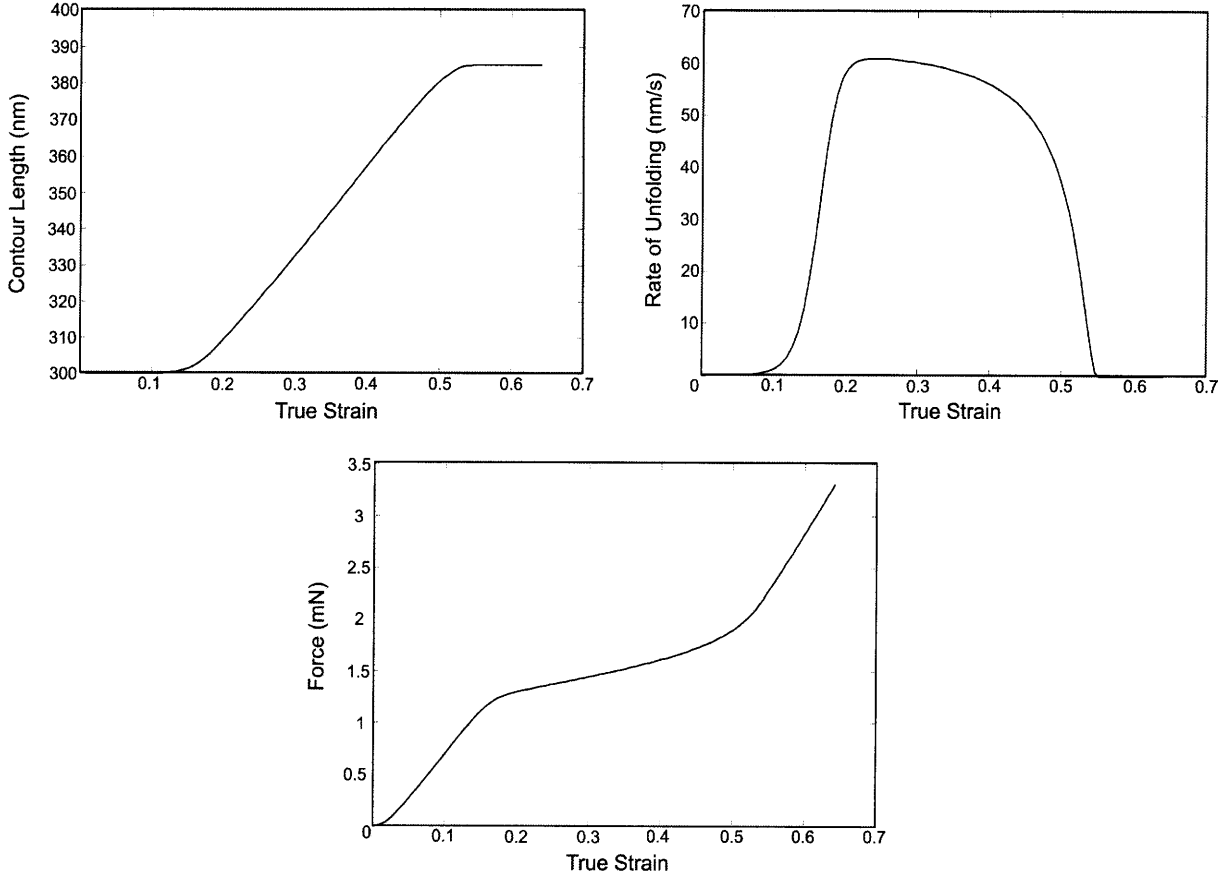 400
390
380
370
360
350
340
330
320
310
300
0.1 0.2 0.3 0.4 0.5 0.6 0.7
True Strain
Contour Length (nm)
70
60
50
40
30
20
10
0 0.1 0.2 0.3 0.4 0.5 0.6 0.7
True Strain
Rate of Unfolding (nm/s)
3.5
3
2.5
2
1.5
1
0.5
0 0.1 0.2 0.3 0.4 0.5 0.6 0.7
True Strain
Force (mN)